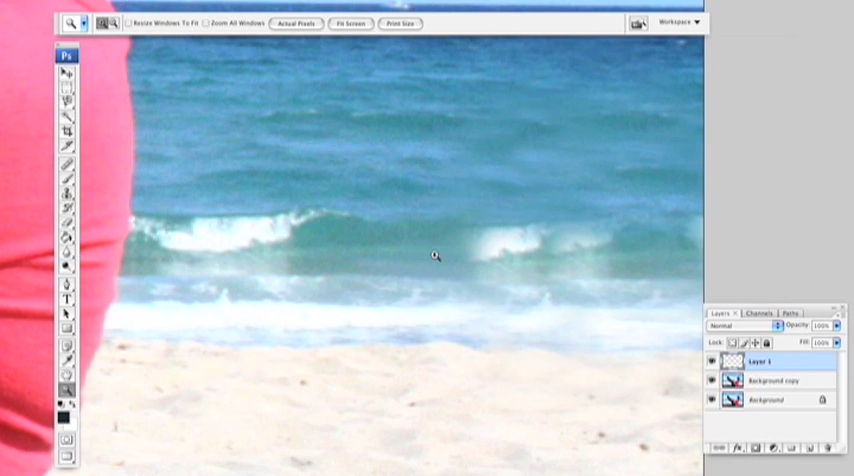 Resize Windows To Fit Zoom All Windows Actual Pixels Fit Screen Print Size Workspace
Ps
T
Layers × Channels Paths
Normal Opacity: 100%
Lock: Fill: 100%
Layer 1
Background copy
Background
fx